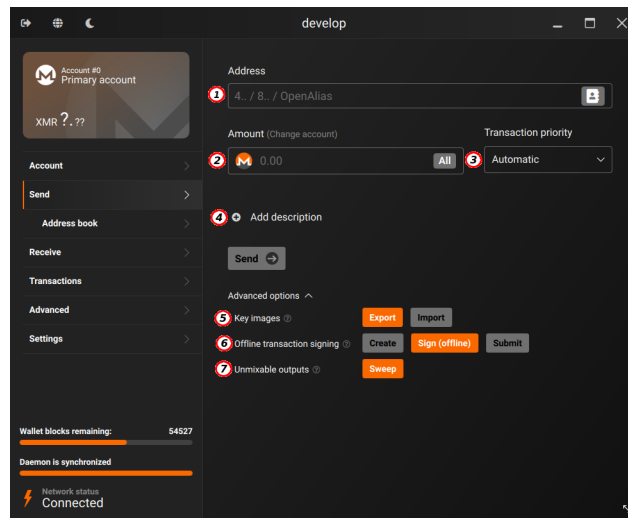 develop
Account #0
Primary account
XMR ?.??
Account
Send
Address book
Receive
Transactions
Advanced
Settings
Wallet blocks remaining: 54527
Daemon is synchronized
Network status
Connected
Address
1 4.. / 8.. / OpenAlias
Amount (Change account) Transaction priority
2 0.00 All 3 Automatic
4 Add description
Send
Advanced options
5 Key images ? Export Import
6 Offline transaction signing ? Create Sign (offline) Submit
7 Unmixable outputs ? Sweep